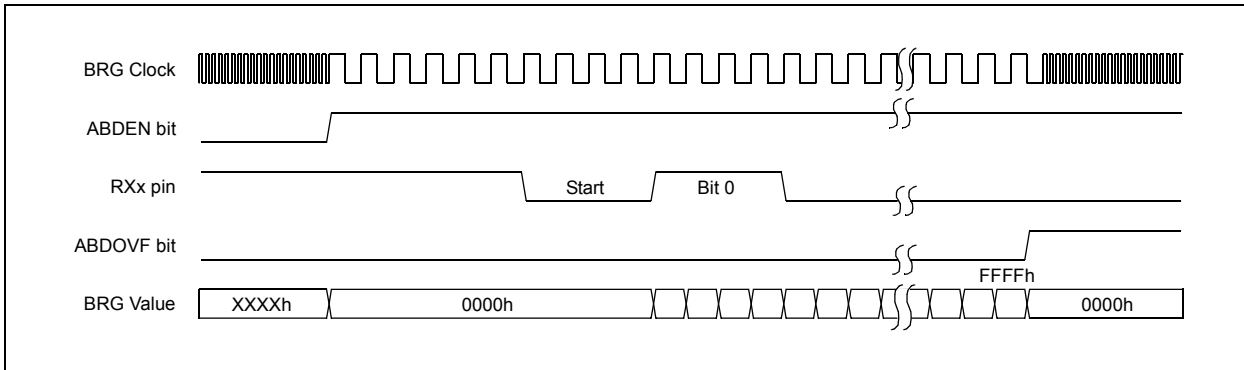 BRG Clock
ABDEN bit
RXx pin
Start
Bit 0
ABDOVF bit
FFFFh
BRG Value
XXXXh
0000h
0000h